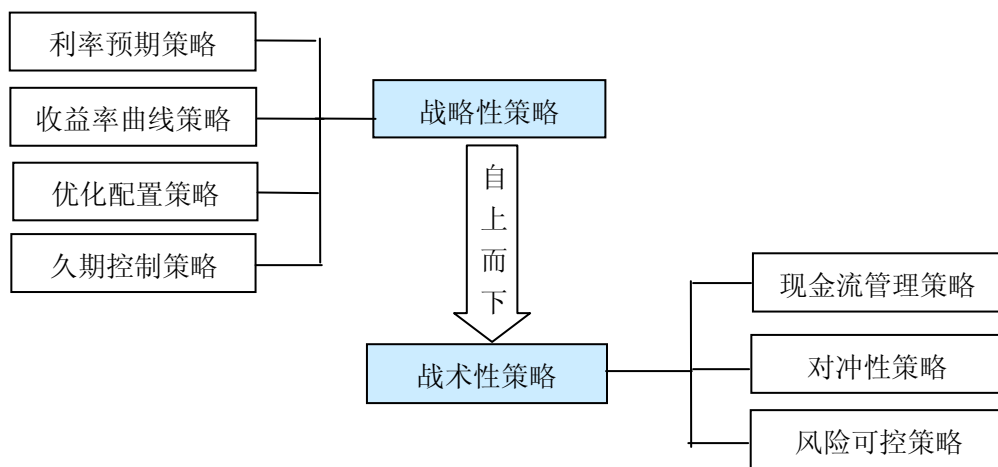 利率预期策略
收益率曲线策略
优化配置策略
久期控制策略
战略性策略
自
上
而
下
战术性策略
现金流管理策略
对冲性策略
风险可控策略